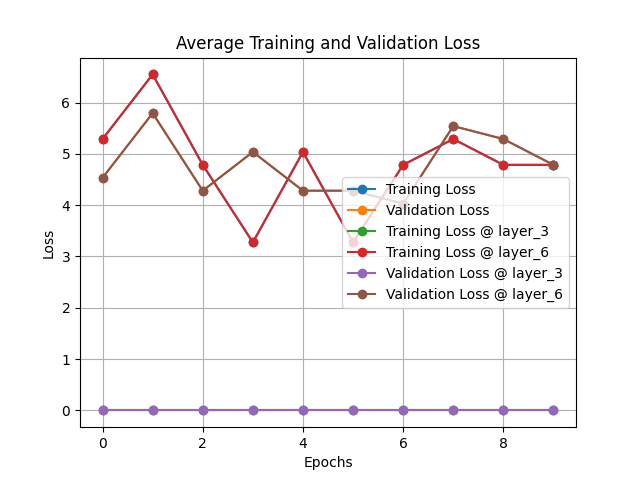 Average Training and Validation Loss
Loss
6
5
4
3
2
1
0
Training Loss
Validation Loss
Training Loss @ layer_3
Training Loss @ layer_6
Validation Loss @ layer_3
Validation Loss @ layer_6
0 2 4 6 8
Epochs